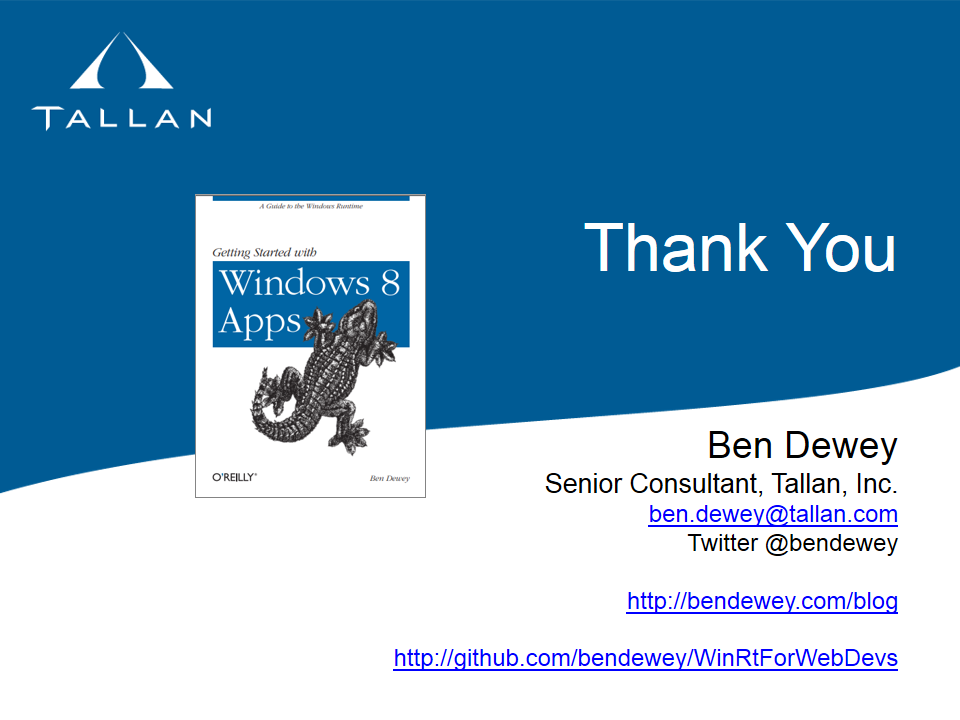 TALLAN
A Guide to the Windows Runtime
Getting Started with
Windows 8
Apps
O'REILLY®
Ben Dewey
Thank You
Ben Dewey
Senior Consultant, Tallan, Inc.
ben.dewey@tallan.com
Twitter @bendewey
http://bendewey.com/blog
http://github.com/bendewey/WinRtForWebDevs